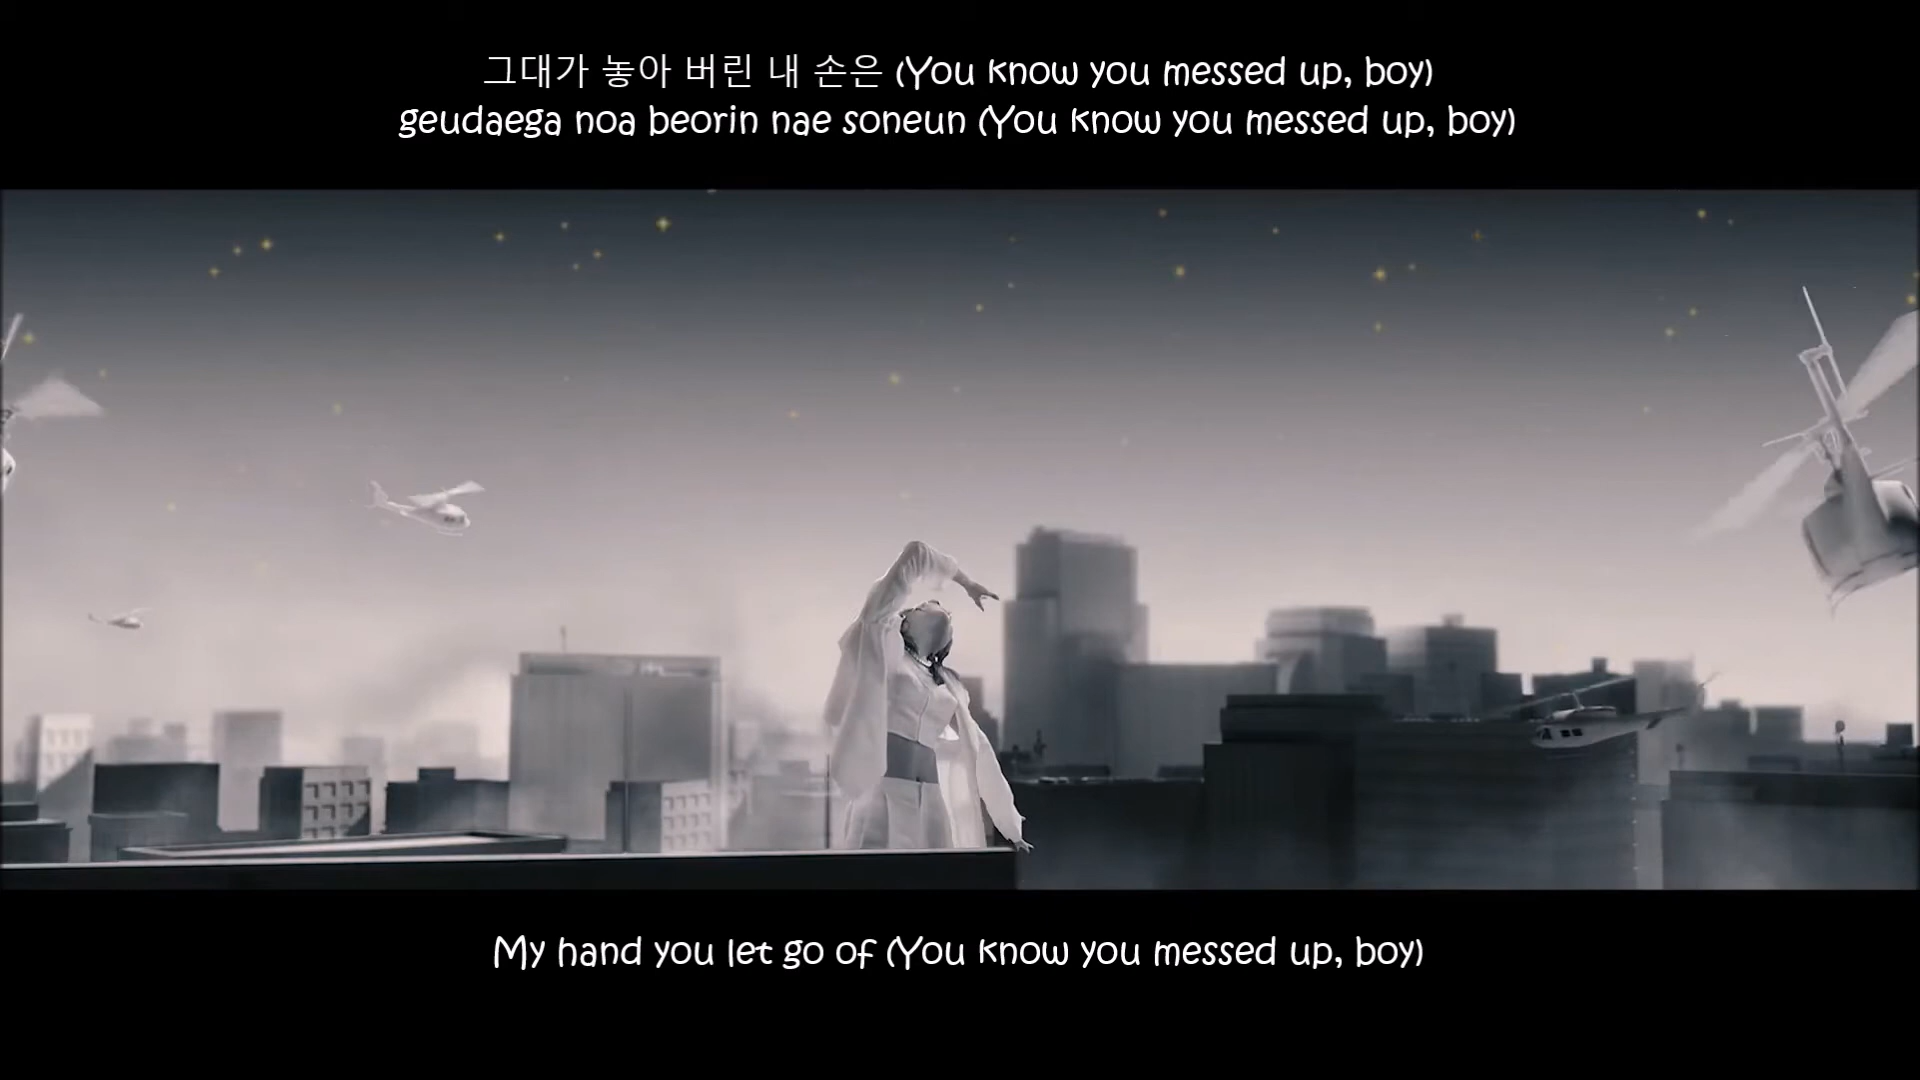 그대가 놓아 버린 내 손은 (You know you messed up, boy)
geudaega noa beorin nae soneun (You know you messed up, boy)
My hand you let go of (You know you messed up, boy)